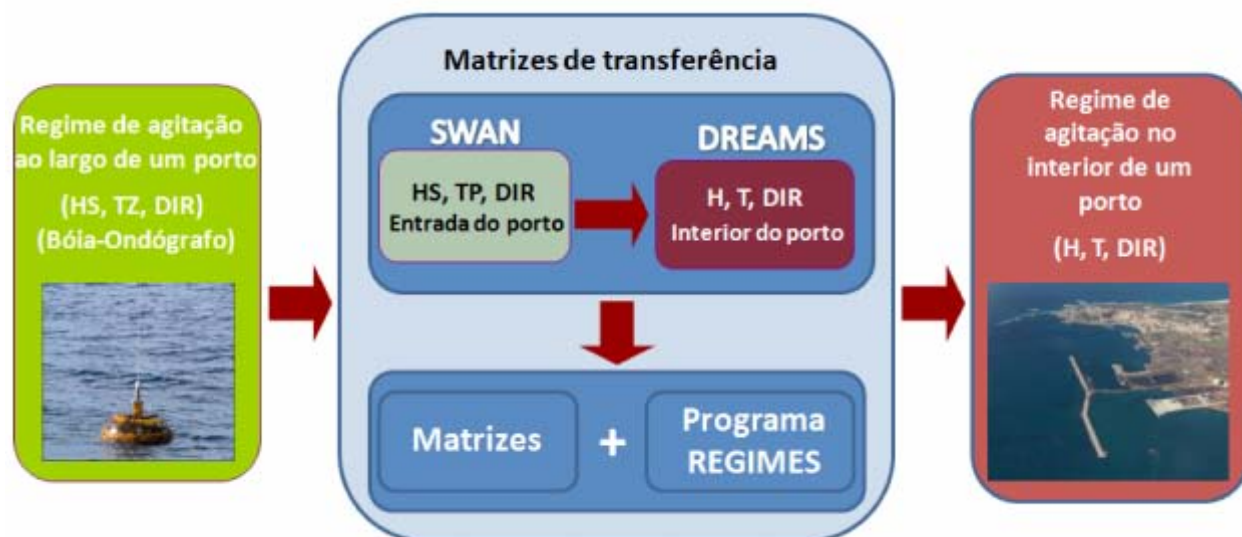 Regime de agitação
ao largo de um porto
(HS, TZ, DIR)
(Bóia-Ondógrafo)
Matrizes de transferência
SWAN
HS, TP, DIR
Entrada do porto
DREAMS
H, T, DIR
Interior do porto
Matrizes
+
Programa
REGIMES
Regime de
agitação no
interior de um
porto
(H, T, DIR)